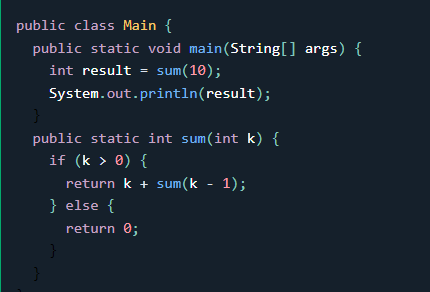 public class Main {
  public static void main(String[] args) {
    int result = sum(10);
    System.out.println(result);
  }
  public static int sum(int k) {
    if (k > 0) {
      return k + sum(k - 1);
    } else {
      return 0;
    }
  }
}